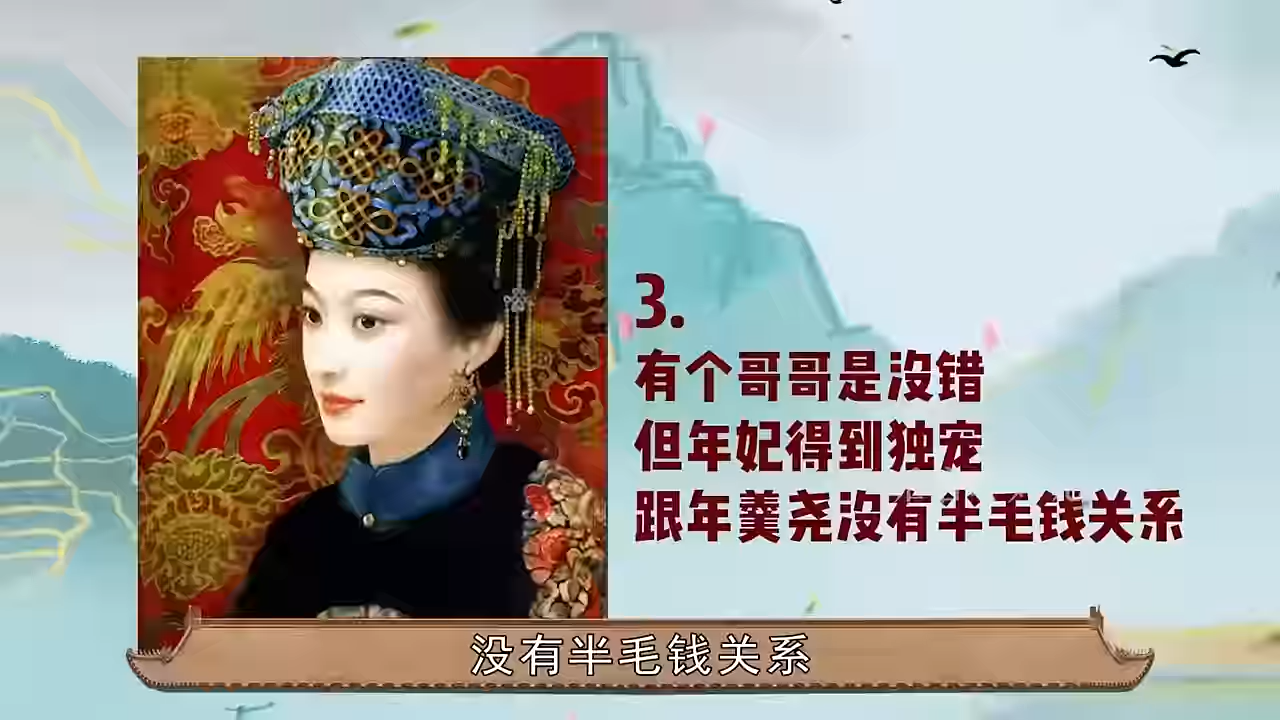 3.
有个哥哥是没错
但年妃得到独宠
跟年羹尧没有半毛钱关系
没有半毛钱关系